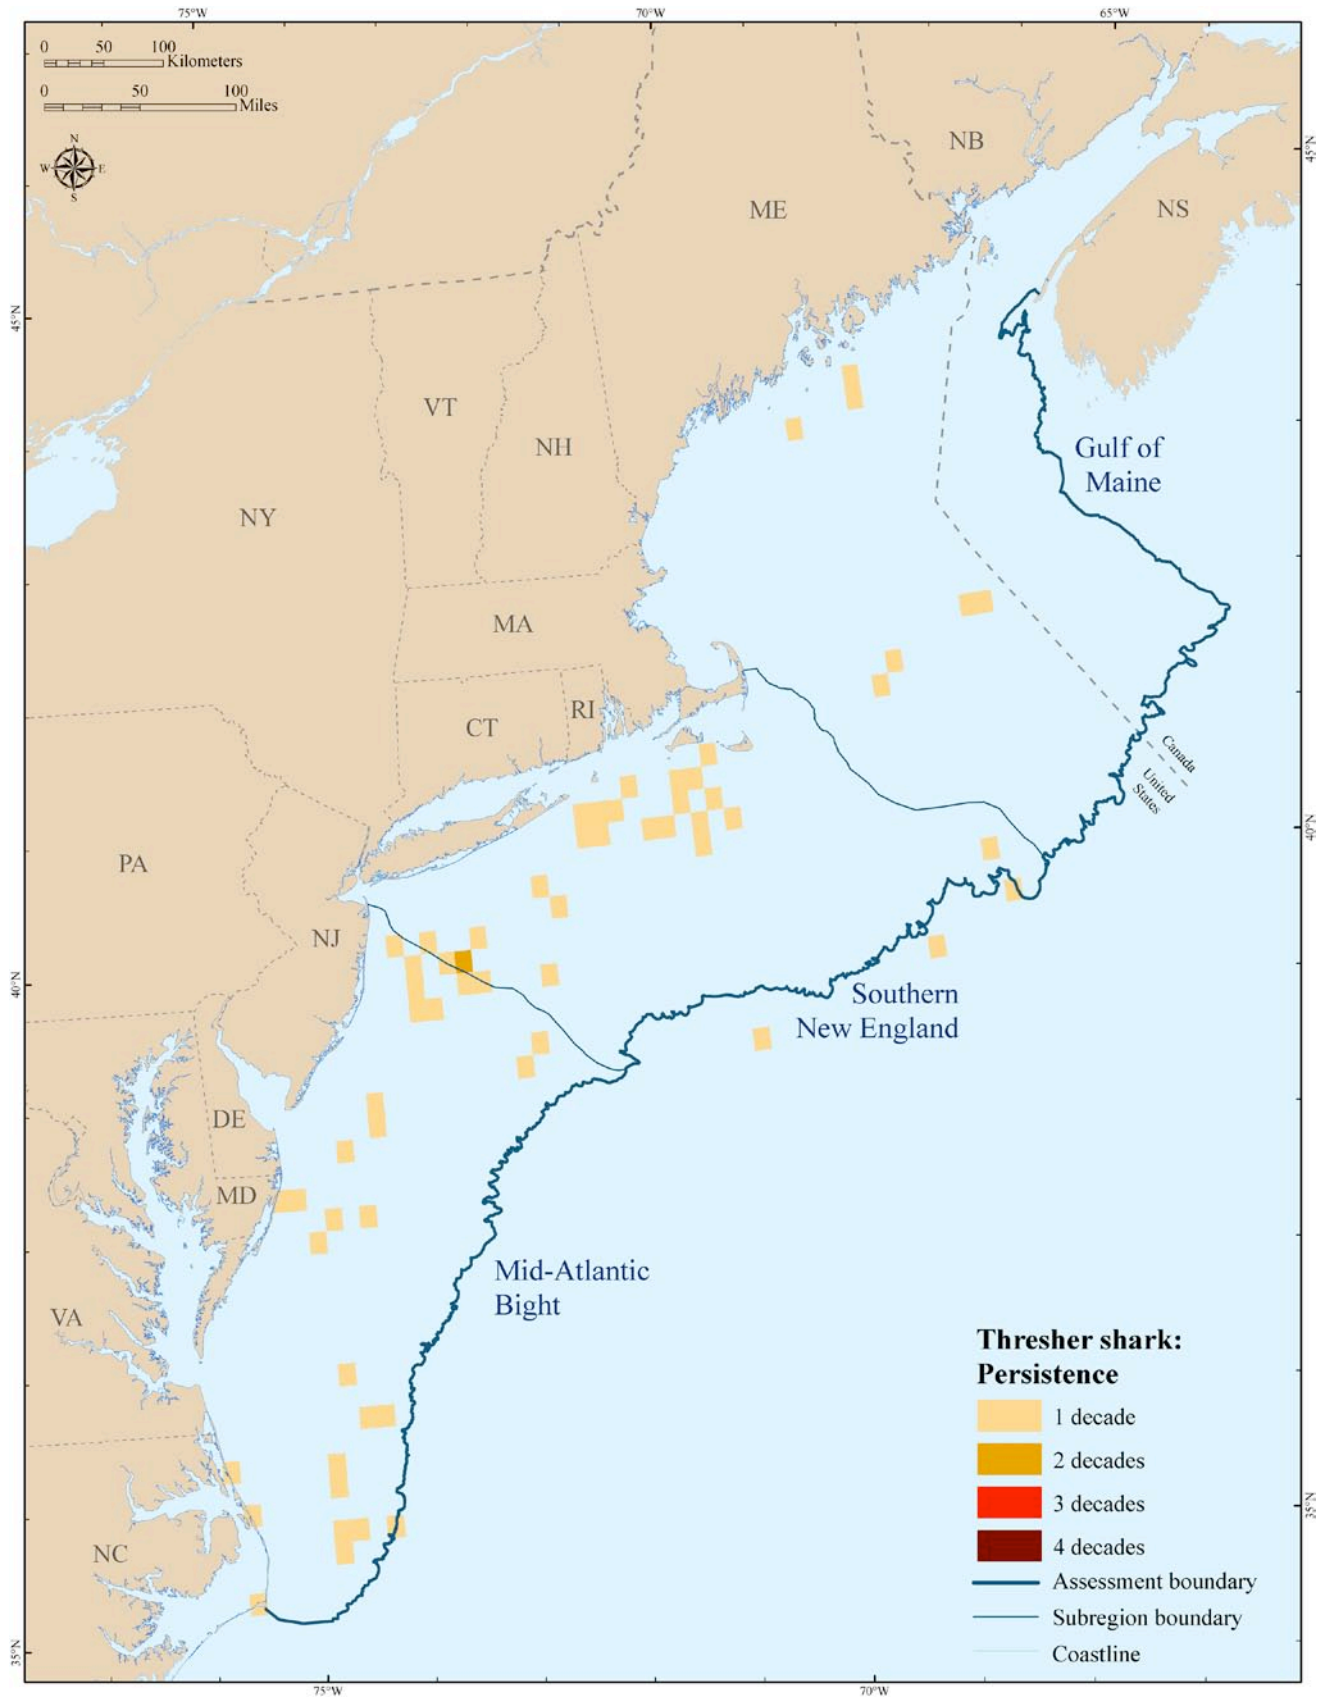 75°W
70°W
65°W
0 50 100
Kilometers
0 50 100
Miles
N
W E
S
NB
45°N
ME
NS
45°N
VT
NH
Gulf of
Maine
NY
MA
RI
CT
Canada
United
States
40°N
PA
NJ
40°N
Southern
New England
DE
MD
Mid-Atlantic
Bight
VA
Thresher shark:
Persistence
1 decade
2 decades
3 decades
35°N
4 decades
NC
Assessment boundary
Subregion boundary
Coastline
35°N
75°W
70°W